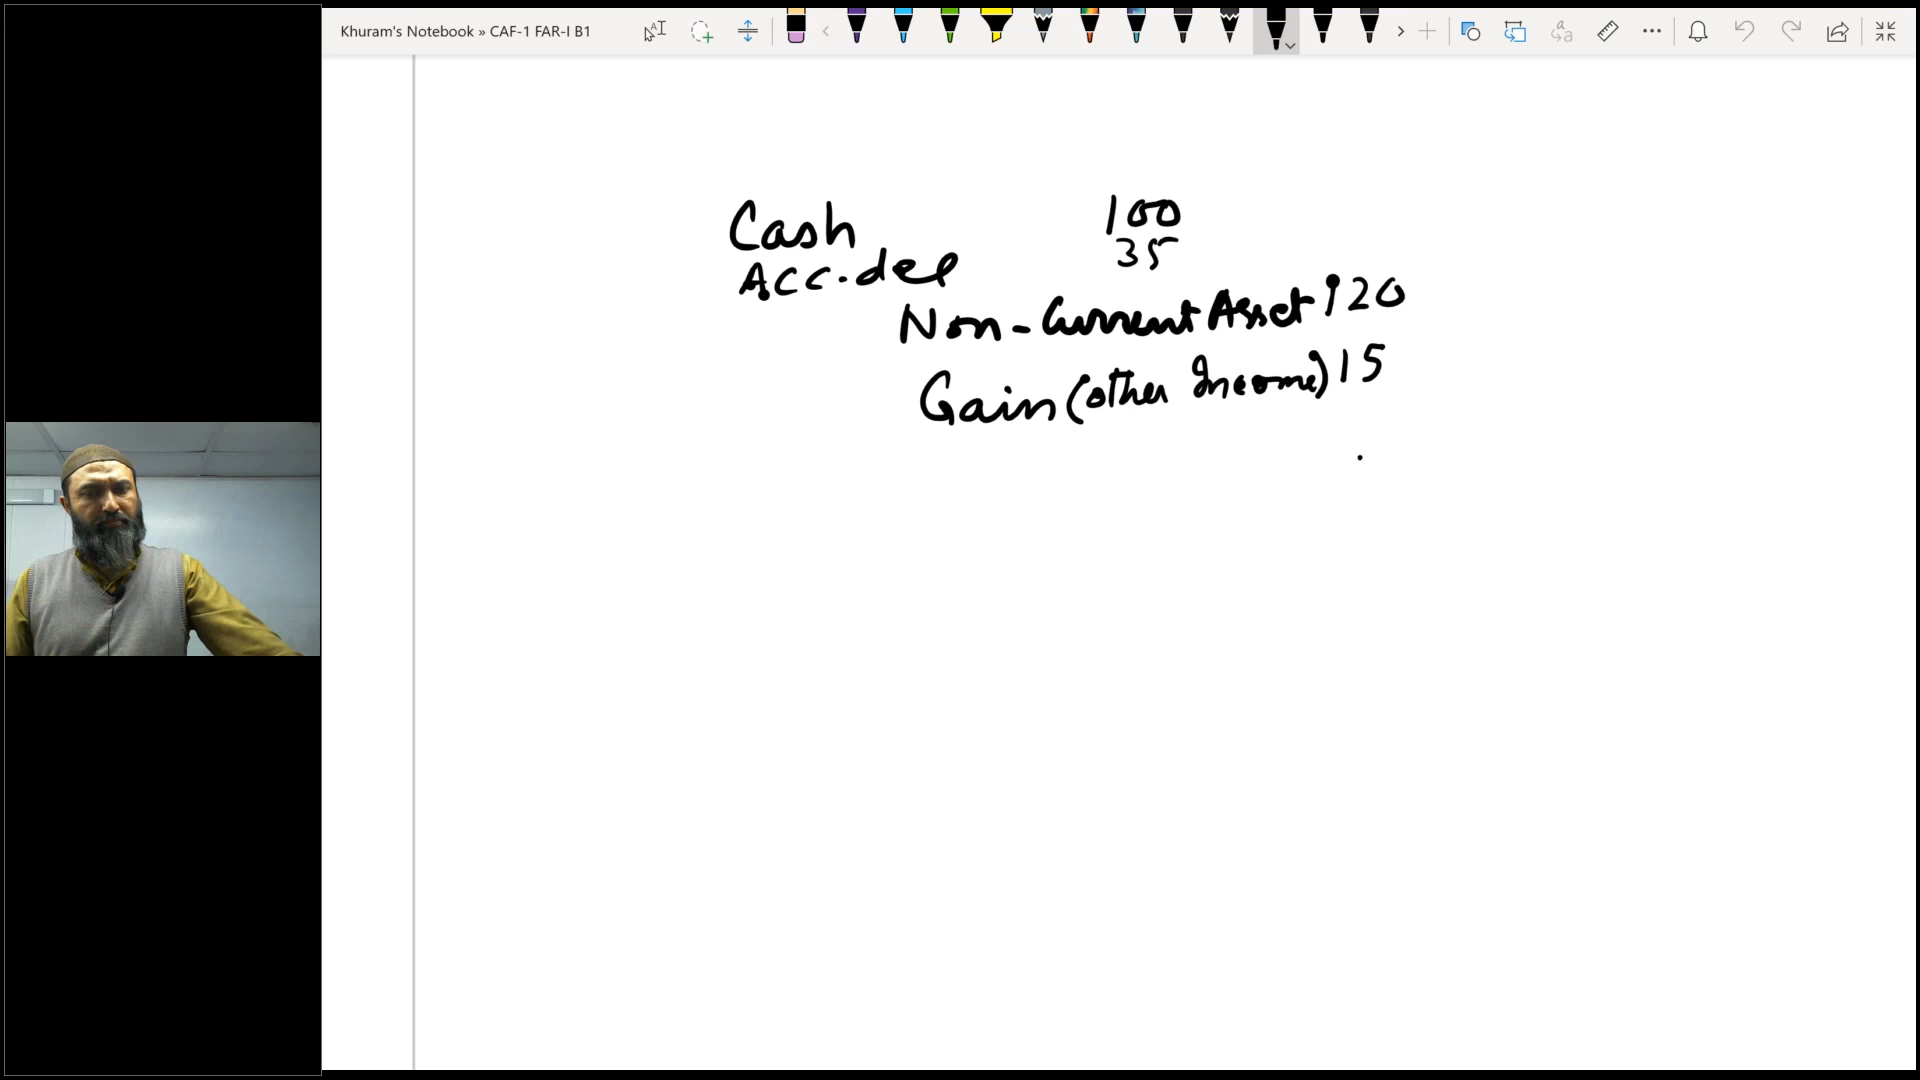 Khuram's Notebook » CAF-1 FAR-I B1
Cash 100
Acc. dep 35
Non-Current Asset 120
Gain (other Income) 15